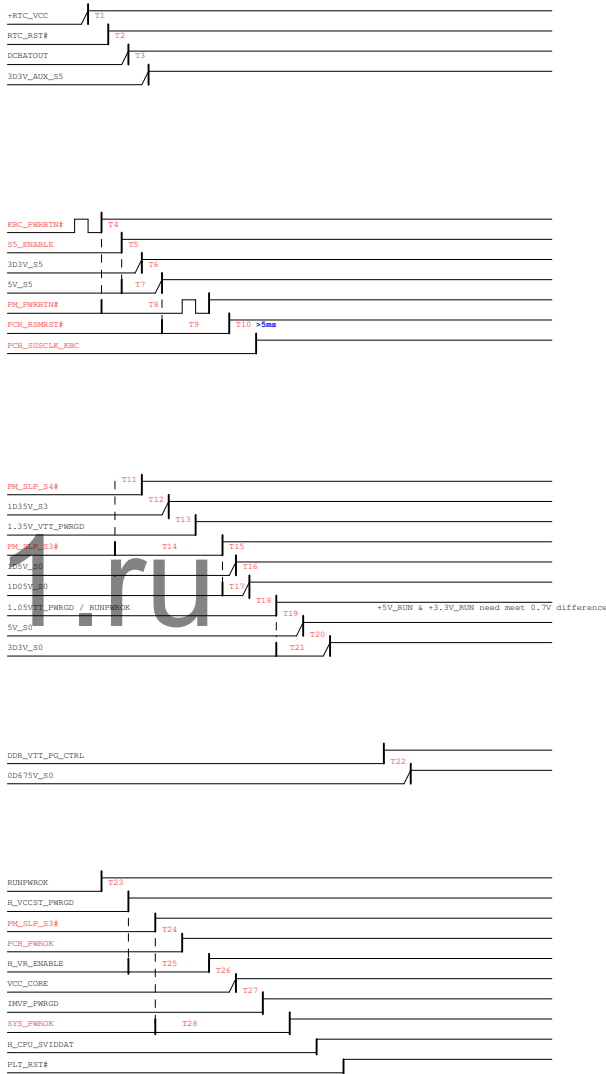 +RTC_VCC T1
RTC_RST# T2
DCBATOUT T3
3D3V_AUX_S5
KBC_PWRBTN# T4
S5_ENABLE T5
3D3V_S5 T6
5V_S5 T7
PM_PWRBTN# T8
PCH_RSMRST# T9 T10 >5ms
PCH_SUSCLK_KBC
PM_SLP_S4# T11
1D35V_S3 T12
1.35V_VTT_PWRGD T13
PM_SLP_S3# T14 T15
1D5V_S0 T16
1D05V_S0 T17
1.05VTT_PWRGD / RUNPWROK T18 +5V_RUN & +3.3V_RUN need meet 0.7V difference
5V_S0 T19 T20
3D3V_S0 T21
1.ru
DDR_VTT_PG_CTRL T22
0D675V_S0
RUNPWROK T23
H_VCCST_PWRGD
PM_SLP_S3# T24
PCH_PWROK
H_VR_ENABLE T25 T26
VCC_CORE T27
IMVP_PWRGD
SYS_PWROK T28
H_CPU_SVIDDAT
PLT_RST#